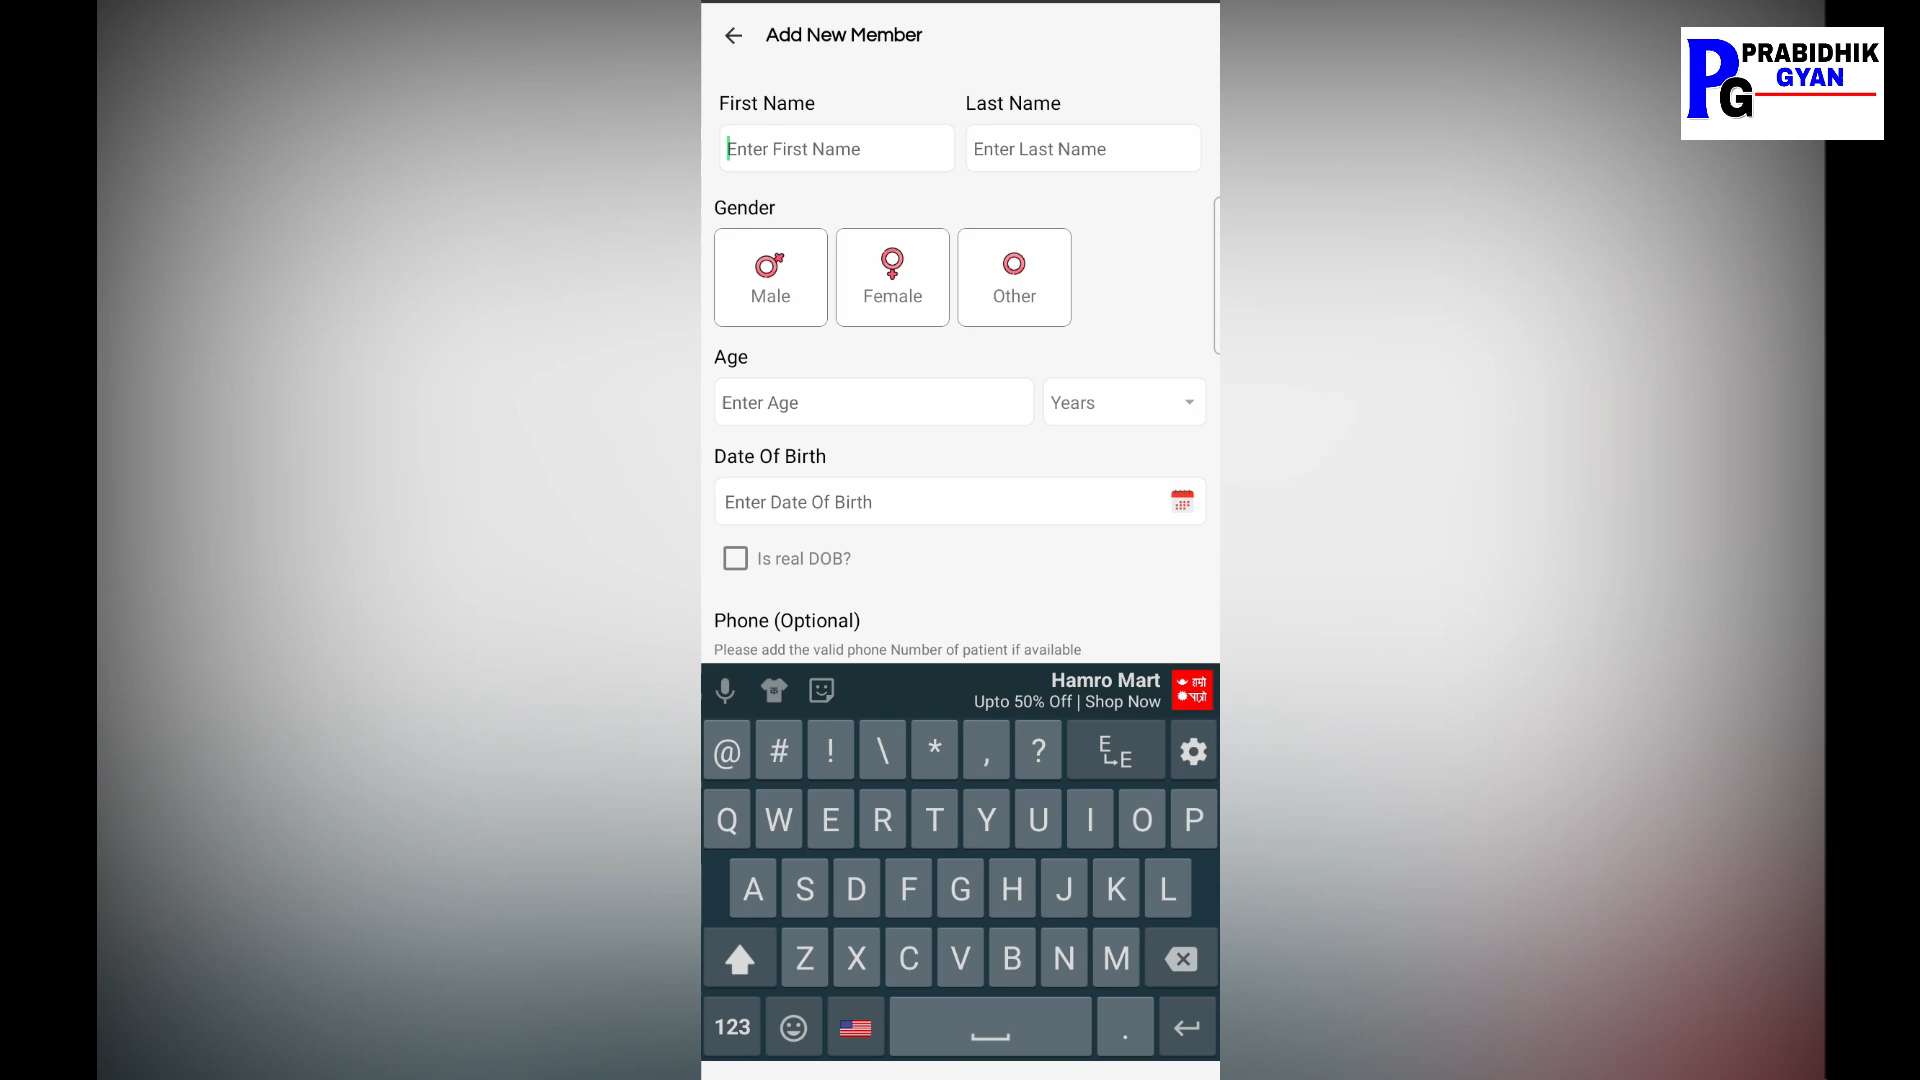 Add New Member
First Name
Last Name
Enter First Name
Enter Last Name
Gender
Male
Female
Other
Age
Enter Age
Years
Date Of Birth
Enter Date Of Birth
Is real DOB?
Phone (Optional)
Please add the valid phone Number of patient if available
Hamro Mart
Upto 50% Off | Shop Now
हाम्रो
पात्रो
@ # ! \ * , ? E E
Q W E R T Y U I O P
A S D F G H J K L
Z X C V B N M
123 .
PG
PRABIDHIK
GYAN